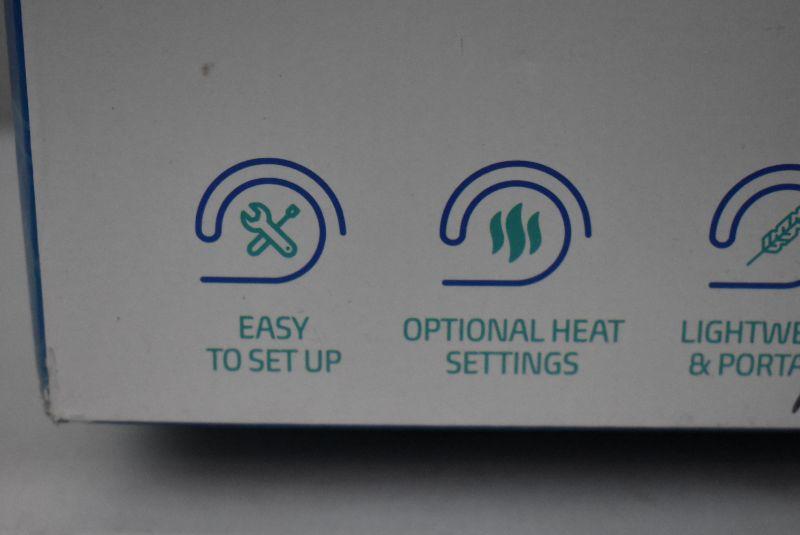 EASY
TO SET UP
OPTIONAL HEAT
SETTINGS